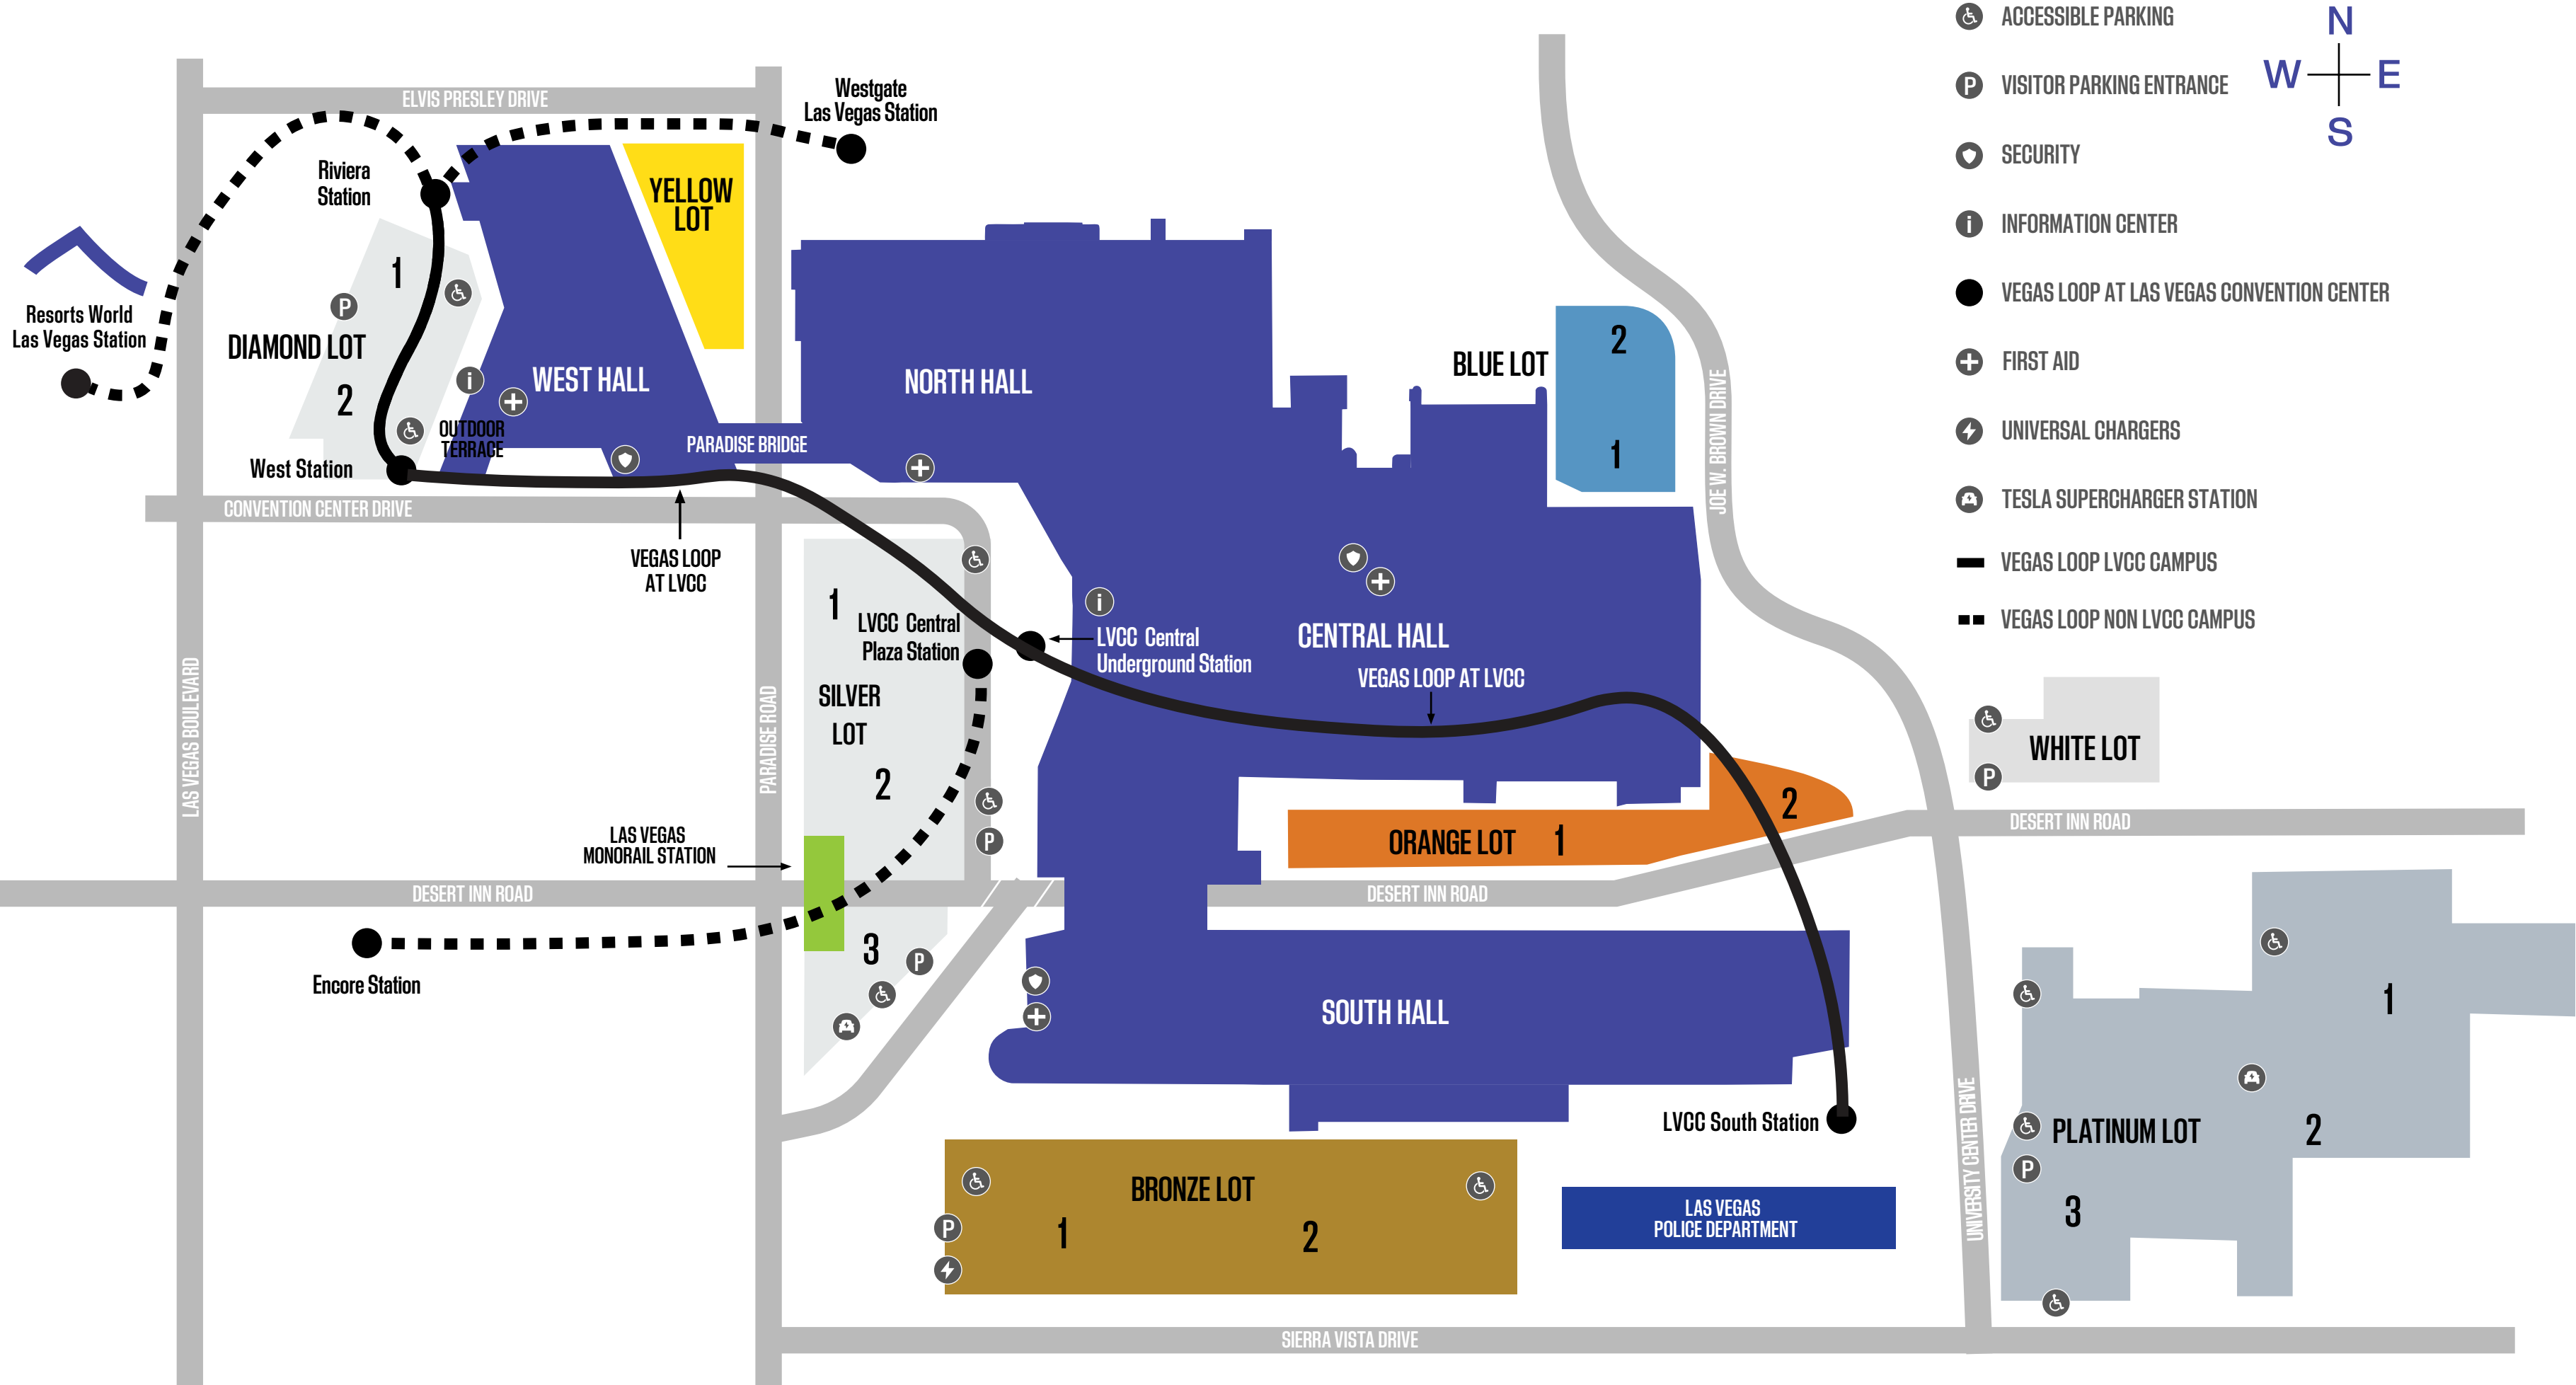 ACCESSIBLE PARKING
VISITOR PARKING ENTRANCE
SECURITY
INFORMATION CENTER
VEGAS LOOP AT LAS VEGAS CONVENTION CENTER
FIRST AID
UNIVERSAL CHARGERS
TESLA SUPERCHARGER STATION
VEGAS LOOP LVCC CAMPUS
VEGAS LOOP NON LVCC CAMPUS
N
W
E
S
P
i
ELVIS PRESLEY DRIVE
Westgate
Las Vegas Station
Riviera
Station
YELLOW
LOT
Resorts World
Las Vegas Station
1
P
DIAMOND LOT
2
i
WEST HALL
OUTDOOR
TERRACE
West Station
NORTH HALL
PARADISE BRIDGE
BLUE LOT
2
1
JOE W. BROWN DRIVE
CONVENTION CENTER DRIVE
VEGAS LOOP
AT LVCC
1
LVCC Central
Plaza Station
i
LVCC Central
Underground Station
CENTRAL HALL
VEGAS LOOP AT LVCC
LAS VEGAS BOULEVARD
PARADISE ROAD
SILVER
LOT
2
P
WHITE LOT
P
LAS VEGAS
MONORAIL STATION
ORANGE LOT
1
2
DESERT INN ROAD
DESERT INN ROAD
DESERT INN ROAD
Encore Station
3
P
SOUTH HALL
LVCC South Station
UNIVERSITY CENTER DRIVE
1
PLATINUM LOT
2
P
3
BRONZE LOT
P
1
2
LAS VEGAS
POLICE DEPARTMENT
SIERRA VISTA DRIVE